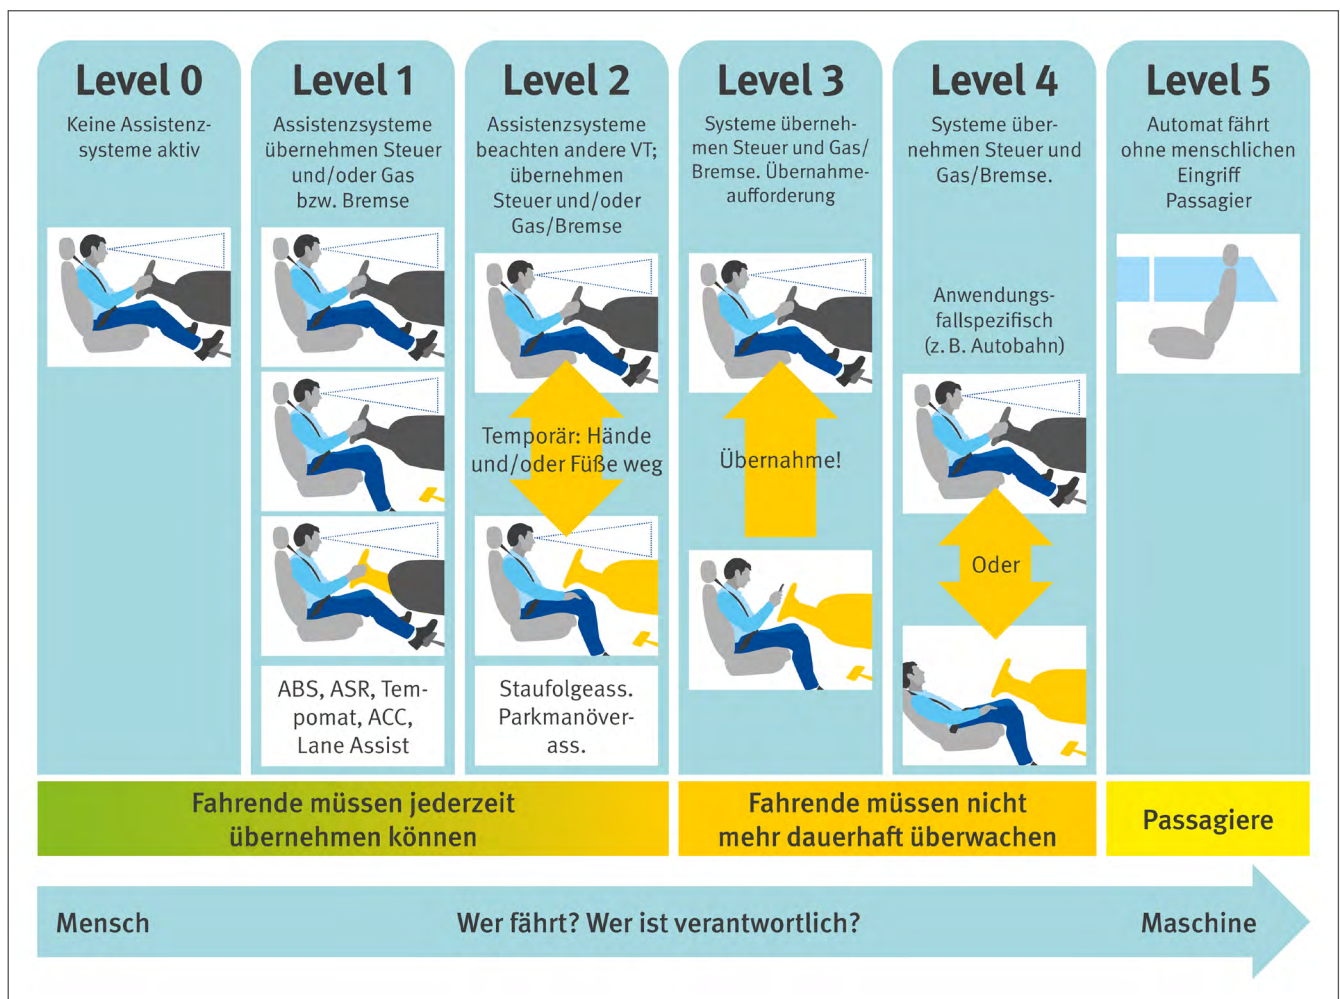 Level 0
Keine Assistenz-
systeme aktiv
Level 1
Assistenzsysteme
übernehmen Steuer
und/oder Gas
bzw. Bremse
ABS, ASR, Tem-
pomat, ACC,
Lane Assist
Level 2
Assistenzsysteme
beachten andere VT;
übernehmen
Steuer und/oder
Gas/Bremse
Temporär: Hände
und/oder Füße weg
Staufolgeass.
Parkmanöver-
ass.
Level 3
Systeme überneh-
men Steuer und Gas/
Bremse. Übernahme-
aufforderung
Übernahme!
Level 4
Systeme über-
nehmen Steuer und
Gas/Bremse.
Anwendungs-
fallspezifisch
(z. B. Autobahn)
Oder
Level 5
Automat fährt
ohne menschlichen
Eingriff
Passagier
Fahrende müssen jederzeit
übernehmen können
Fahrende müssen nicht
mehr dauerhaft überwachen
Passagiere
Mensch
Wer fährt? Wer ist verantwortlich?
Maschine